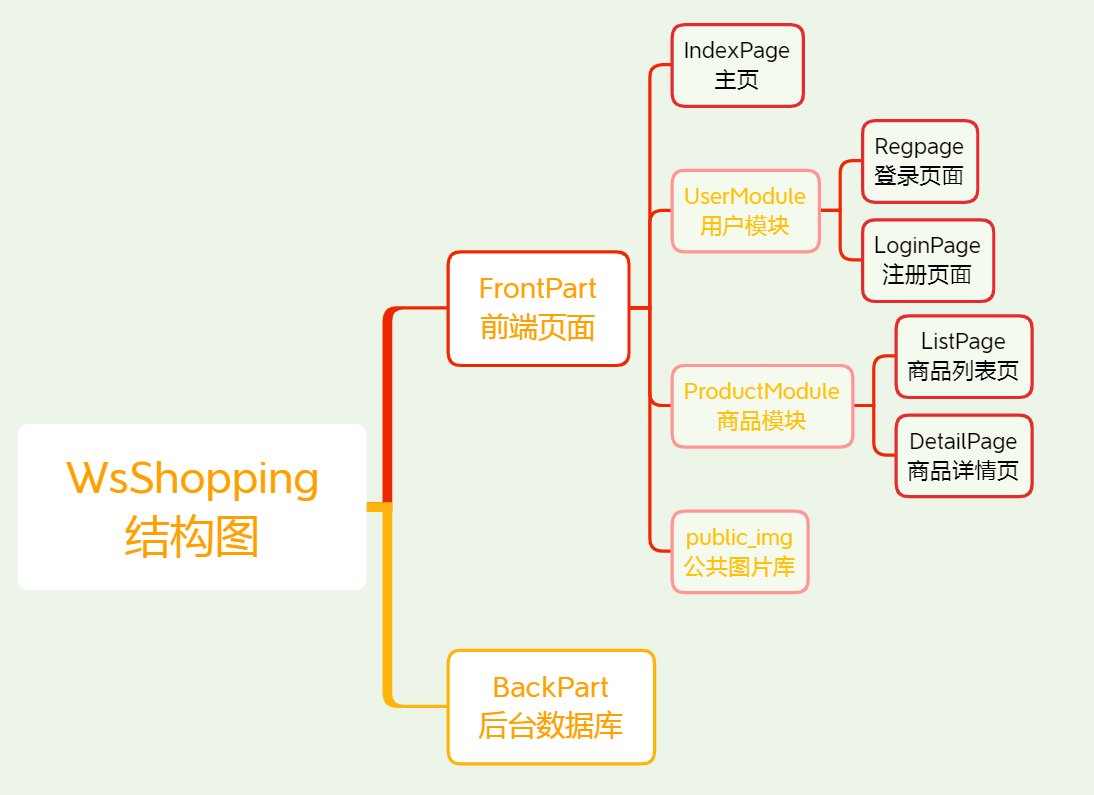 WsShopping
结构图
FrontPart
前端页面
IndexPage
主页
UserModule
用户模块
Regpage
登录页面
LoginPage
注册页面
ProductModule
商品模块
ListPage
商品列表页
DetailPage
商品详情页
public_img
公共图片库
BackPart
后台数据库